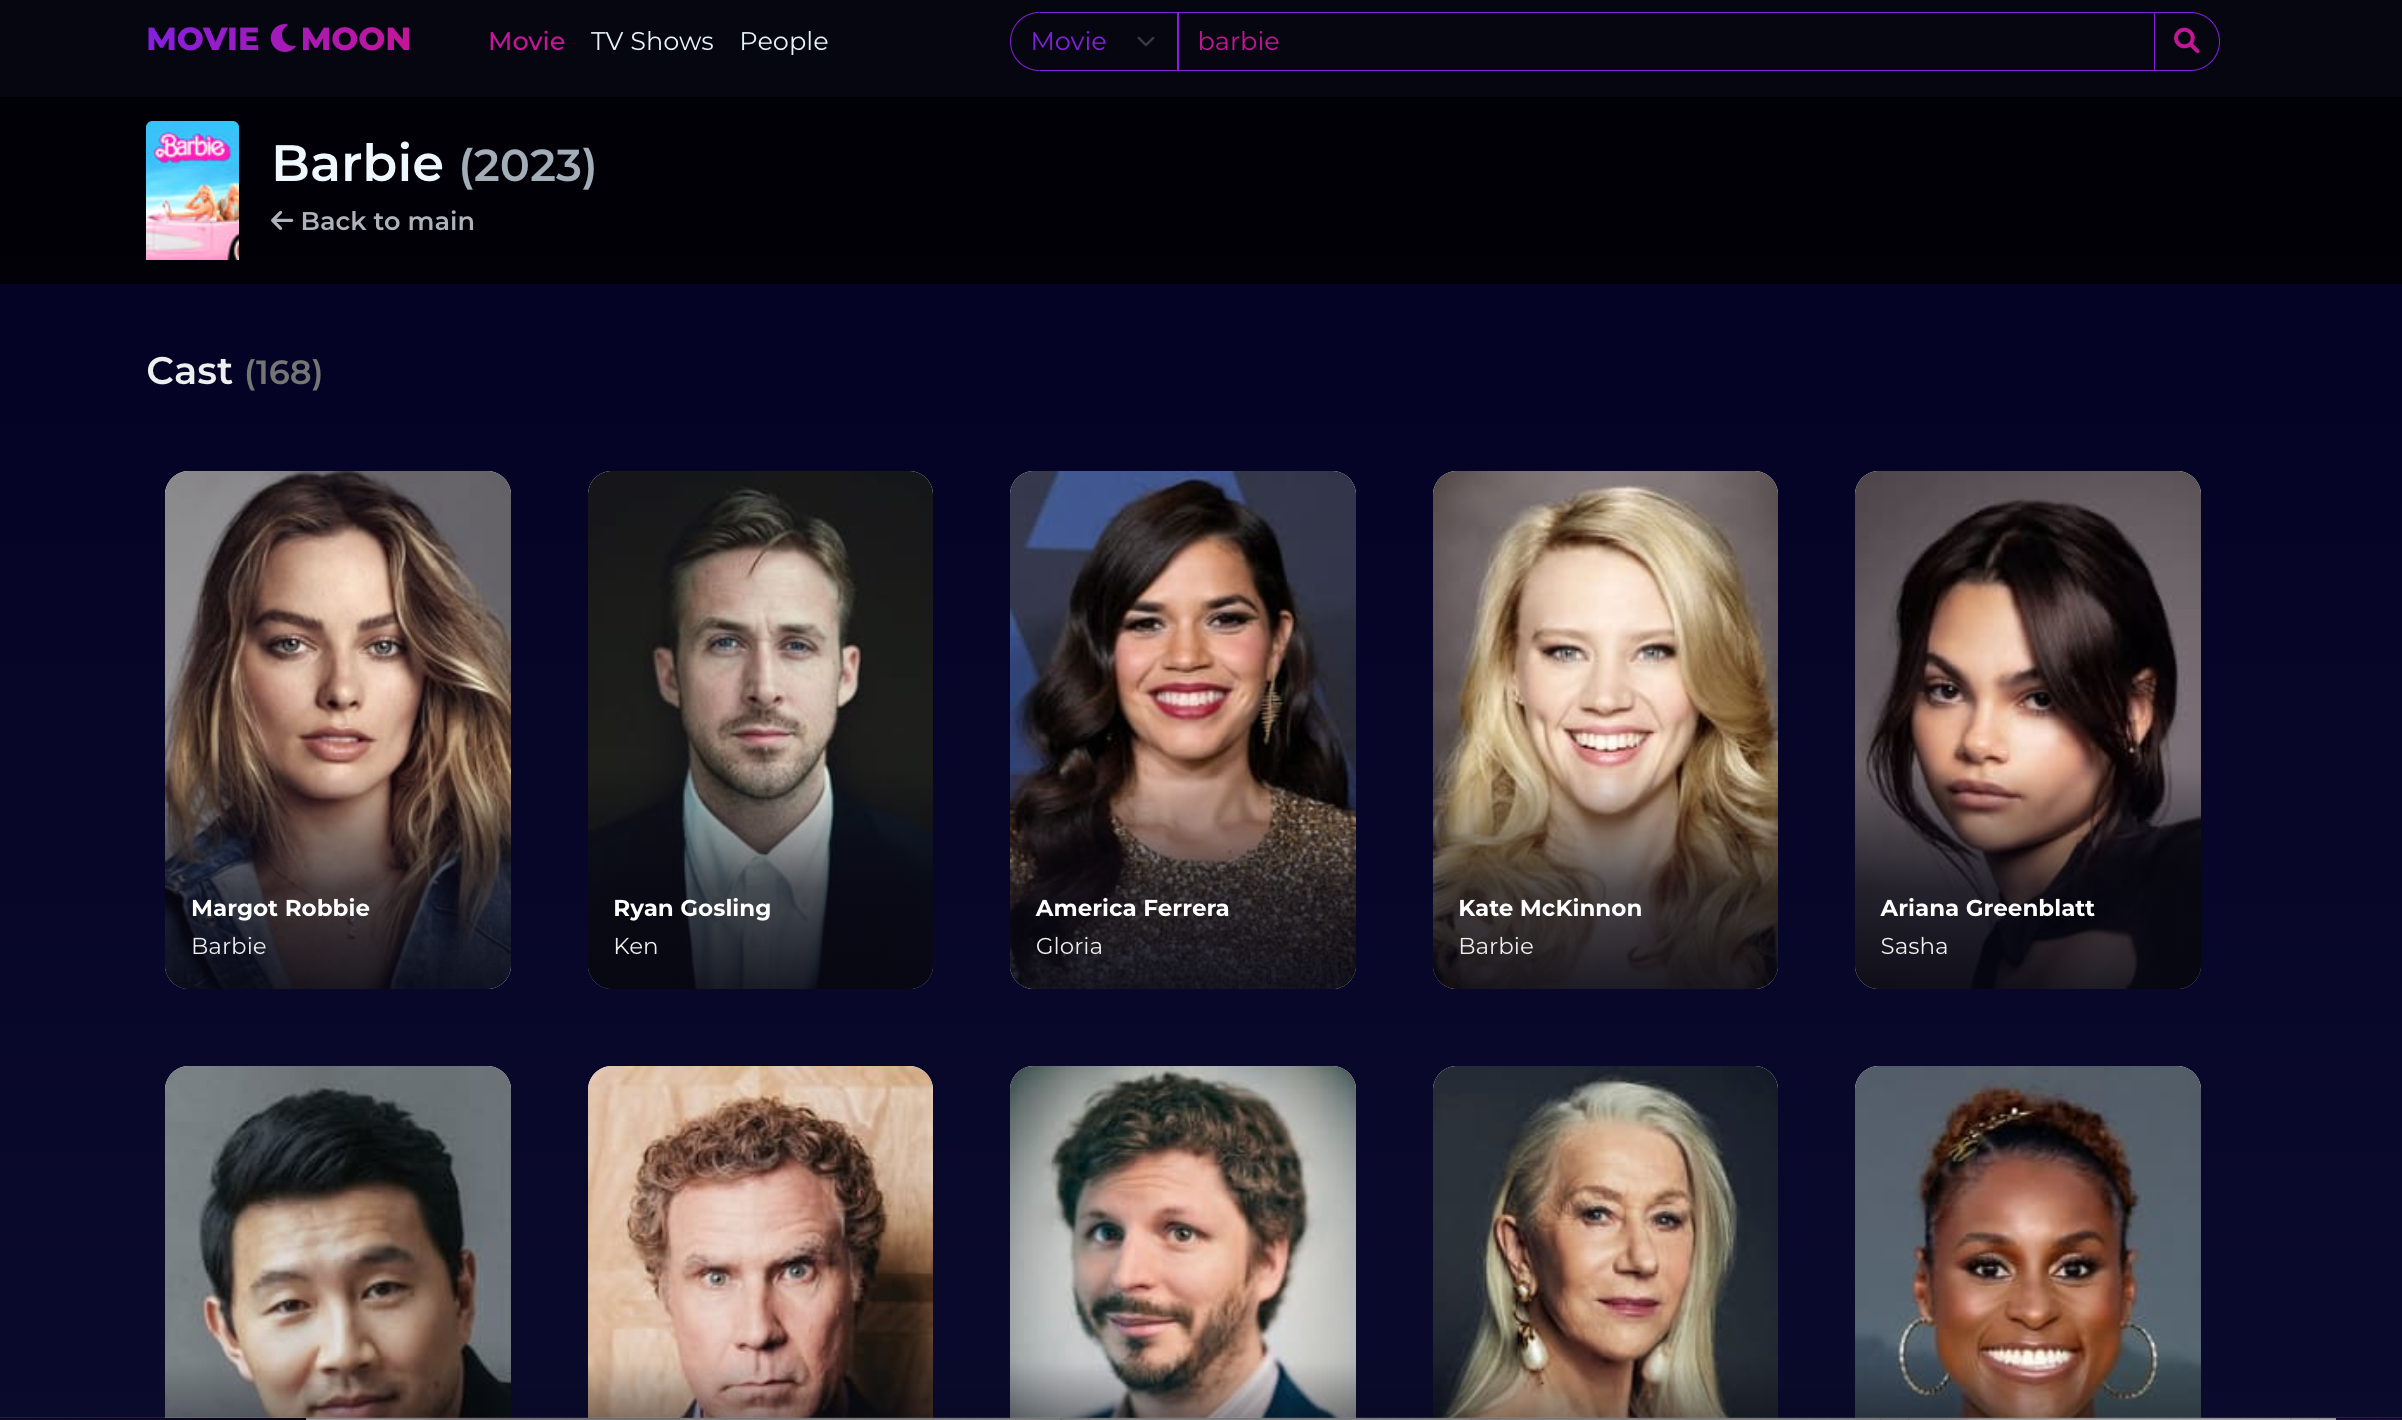 MOVIE MOON
Movie
TV Shows
People
Movie
barbie
Barbie
Barbie (2023)
Back to main
Cast (168)
Margot Robbie
Barbie
Ryan Gosling
Ken
America Ferrera
Gloria
Kate McKinnon
Barbie
Ariana Greenblatt
Sasha